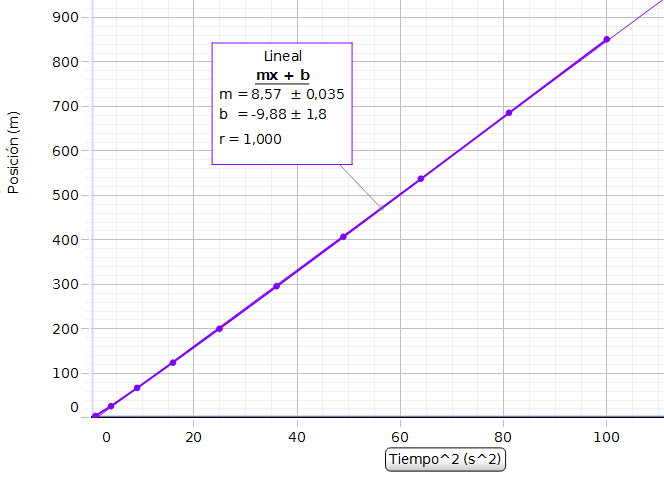 900
800
700
600
500
400
300
200
100
0
Posición (m)
Lineal
mx + b
m = 8,57 ± 0,035
b = -9,88 ± 1,8
r = 1,000
0 20 40 60 80 100
Tiempo^2 (s^2)